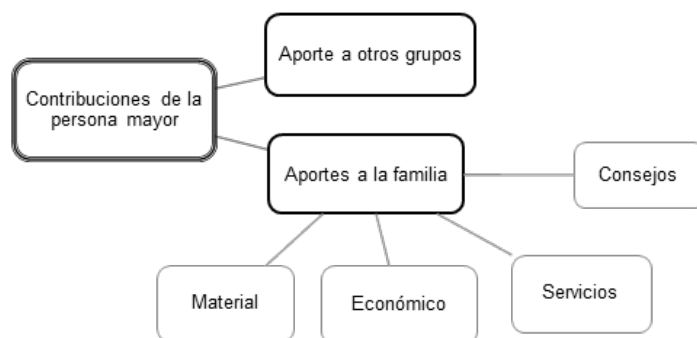 Aporte a otros grupos
Contribuciones de la
persona mayor
Aportes a la familia
Consejos
Material
Económico
Servicios